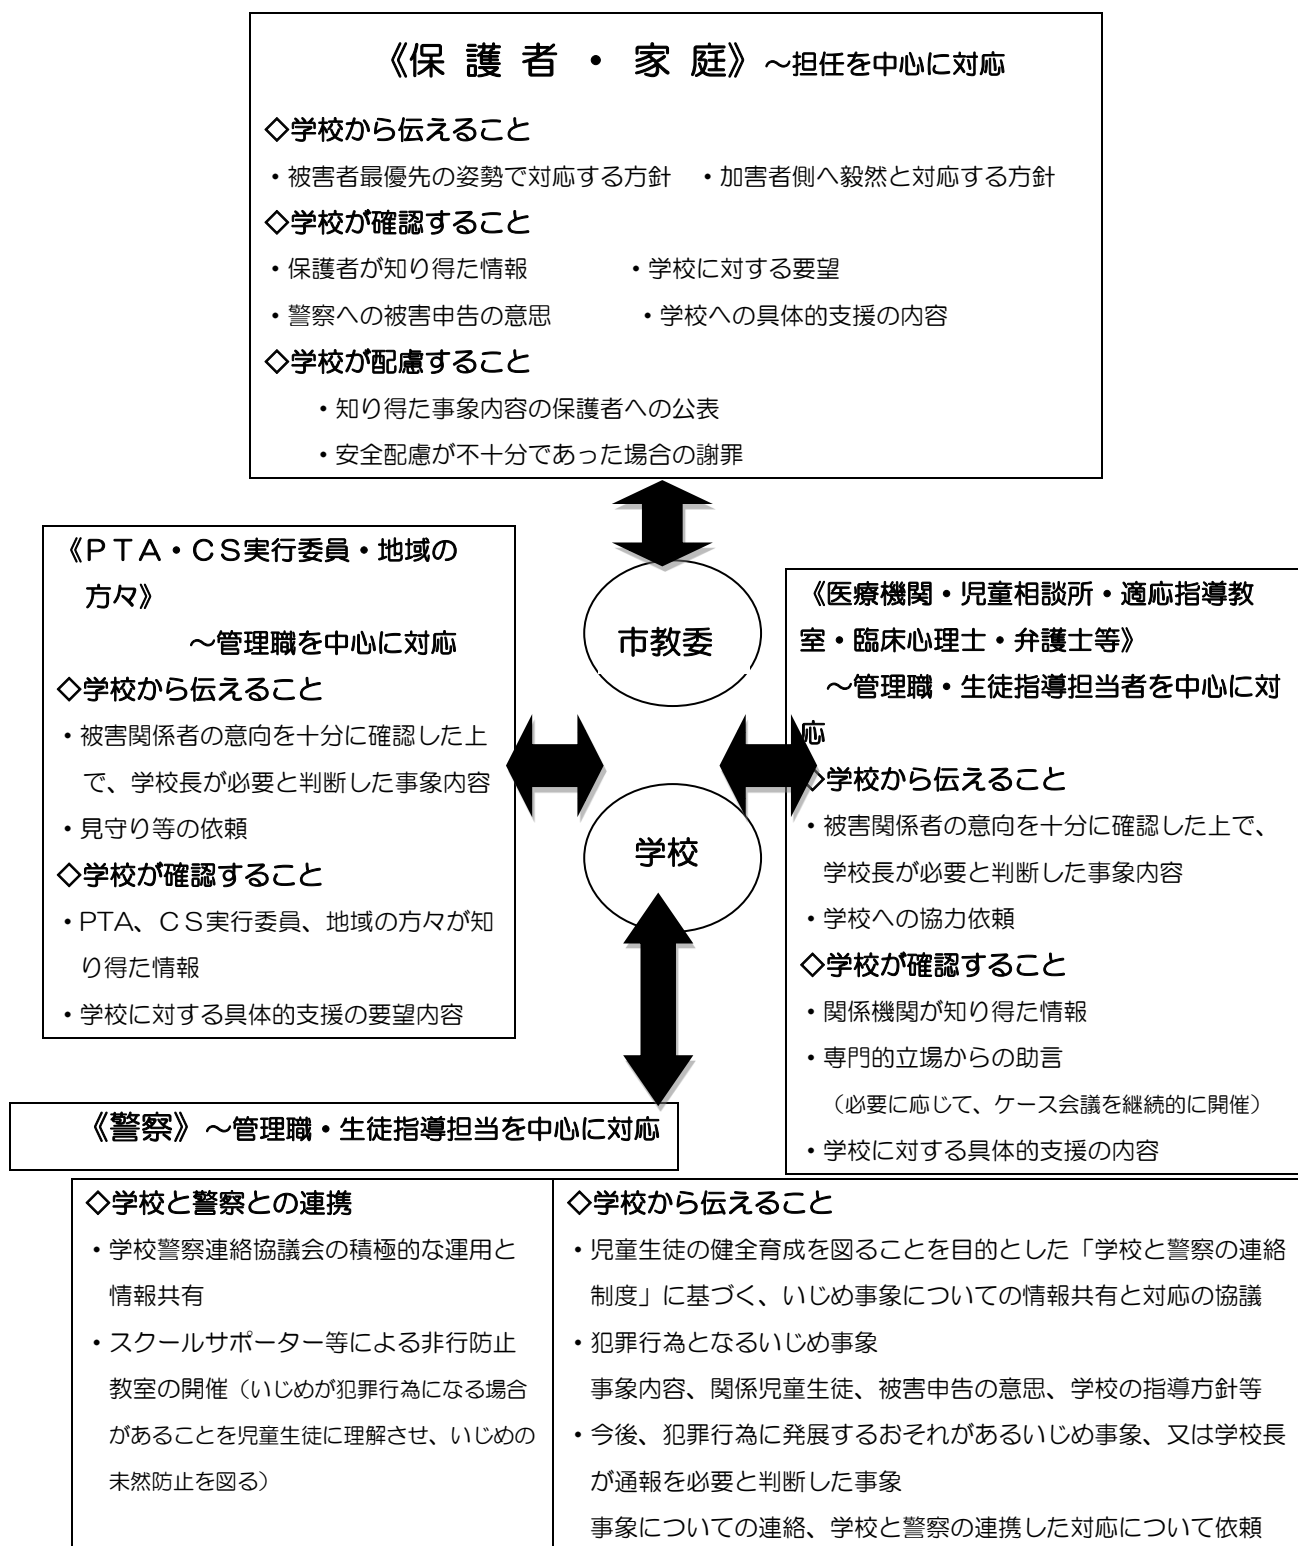 《保 護 者 ・ 家 庭》～担任を中心に対応
◇学校から伝えること
・被害者最優先の姿勢で対応する方針　・加害者側へ毅然と対応する方針
◇学校が確認すること
・保護者が知り得た情報　　　　・学校に対する要望
・警察への被害申告の意思　　　　・学校への具体的支援の内容
◇学校が配慮すること
・知り得た事象内容の保護者への公表
・安全配慮が不十分であった場合の謝罪
《ＰＴＡ・ＣＳ実行委員・地域の
方々》
～管理職を中心に対応
◇学校から伝えること
・被害関係者の意向を十分に確認した上
で、学校長が必要と判断した事象内容
・見守り等の依頼
◇学校が確認すること
・PTA、ＣＳ実行委員、地域の方々が知
り得た情報
・学校に対する具体的支援の要望内容
市教委
学校
《医療機関・児童相談所・適応指導教
室・臨床心理士・弁護士等》
～管理職・生徒指導担当者を中心に対
応
◇学校から伝えること
・被害関係者の意向を十分に確認した上で、
学校長が必要と判断した事象内容
・学校への協力依頼
◇学校が確認すること
・関係機関が知り得た情報
・専門的立場からの助言
（必要に応じて、ケース会議を継続的に開催）
・学校に対する具体的支援の内容
《警察》～管理職・生徒指導担当を中心に対応
◇学校と警察との連携
・学校警察連絡協議会の積極的な運用と
情報共有
・スクールサポーター等による非行防止
教室の開催（いじめが犯罪行為になる場合
があることを児童生徒に理解させ、いじめの
未然防止を図る）
◇学校から伝えること
・児童生徒の健全育成を図ることを目的とした「学校と警察の連絡
制度」に基づく、いじめ事象についての情報共有と対応の協議
・犯罪行為となるいじめ事象
事象内容、関係児童生徒、被害申告の意思、学校の指導方針等
・今後、犯罪行為に発展するおそれがあるいじめ事象、又は学校長
が通報を必要と判断した事象
事象についての連絡、学校と警察の連携した対応について依頼